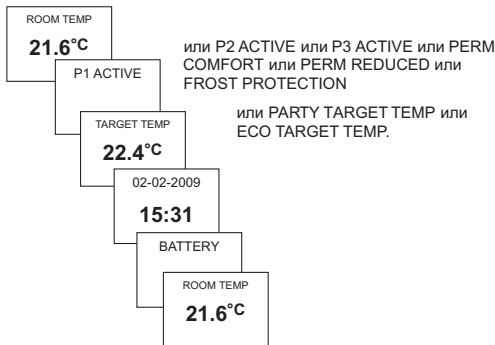 ROOM TEMP
21.6°C
P1 ACTIVE
или P2 ACTIVE или P3 ACTIVE или PERM
COMFORT или PERM REDUCED или
FROST PROTECTION
TARGET TEMP
22.4°C
или PARTY TARGET TEMP или
ECO TARGET TEMP.
02-02-2009
15:31
BATTERY
ROOM TEMP
21.6°C